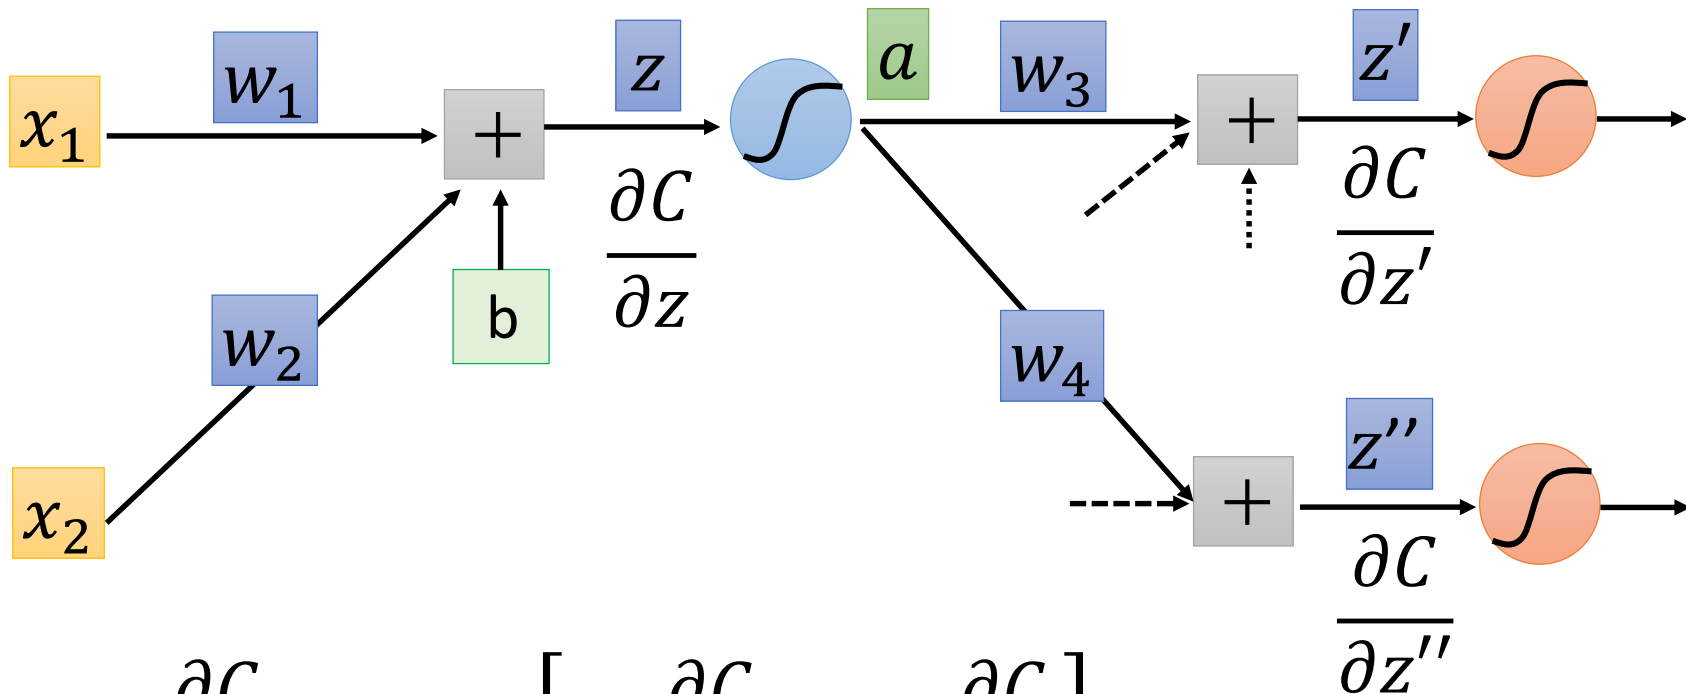 x₁ w₁ + z a w₃ + z′
∂C/∂z ∂C/∂z′
w₂ b w₄
x₂ + z′′
∂C/∂z′′
∂C [ ∂C ∂C ]